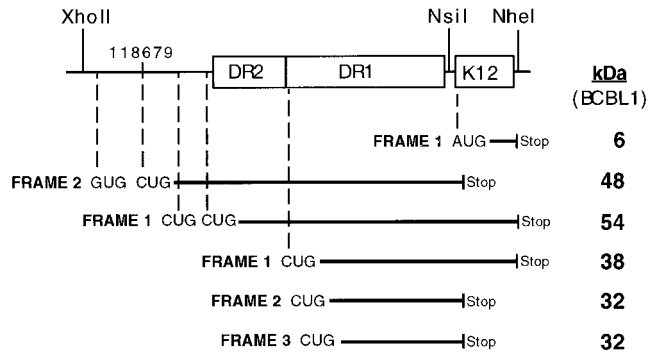 XhoII NsiI NheI
118679
kDa
(BCBL1)
DR2 DR1 K12
FRAME 1 AUG Stop 6
FRAME 2 GUG CUG Stop 48
FRAME 1 CUG CUG Stop 54
FRAME 1 CUG Stop 38
FRAME 2 CUG Stop 32
FRAME 3 CUG Stop 32